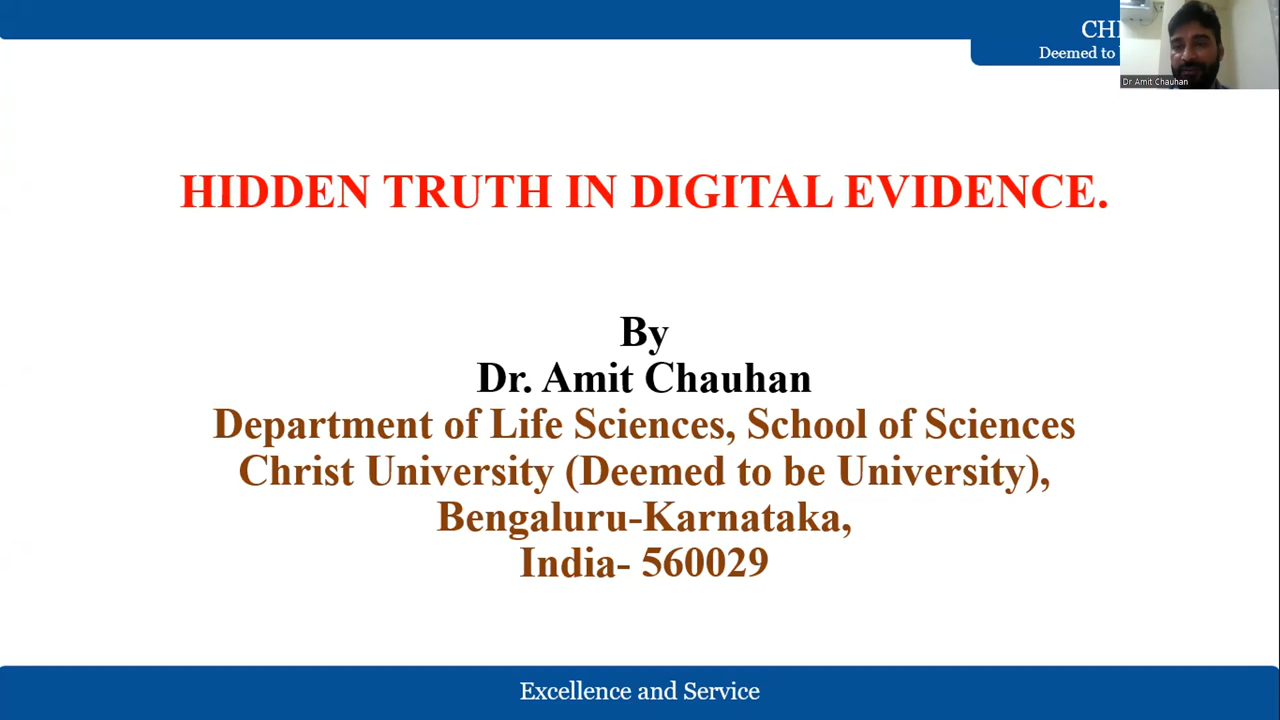 Deemed to
Dr Amit Chauhan
HIDDEN TRUTH IN DIGITAL EVIDENCE.
By
Dr. Amit Chauhan
Department of Life Sciences, School of Sciences
Christ University (Deemed to be University),
Bengaluru-Karnataka,
India- 560029
Excellence and Service